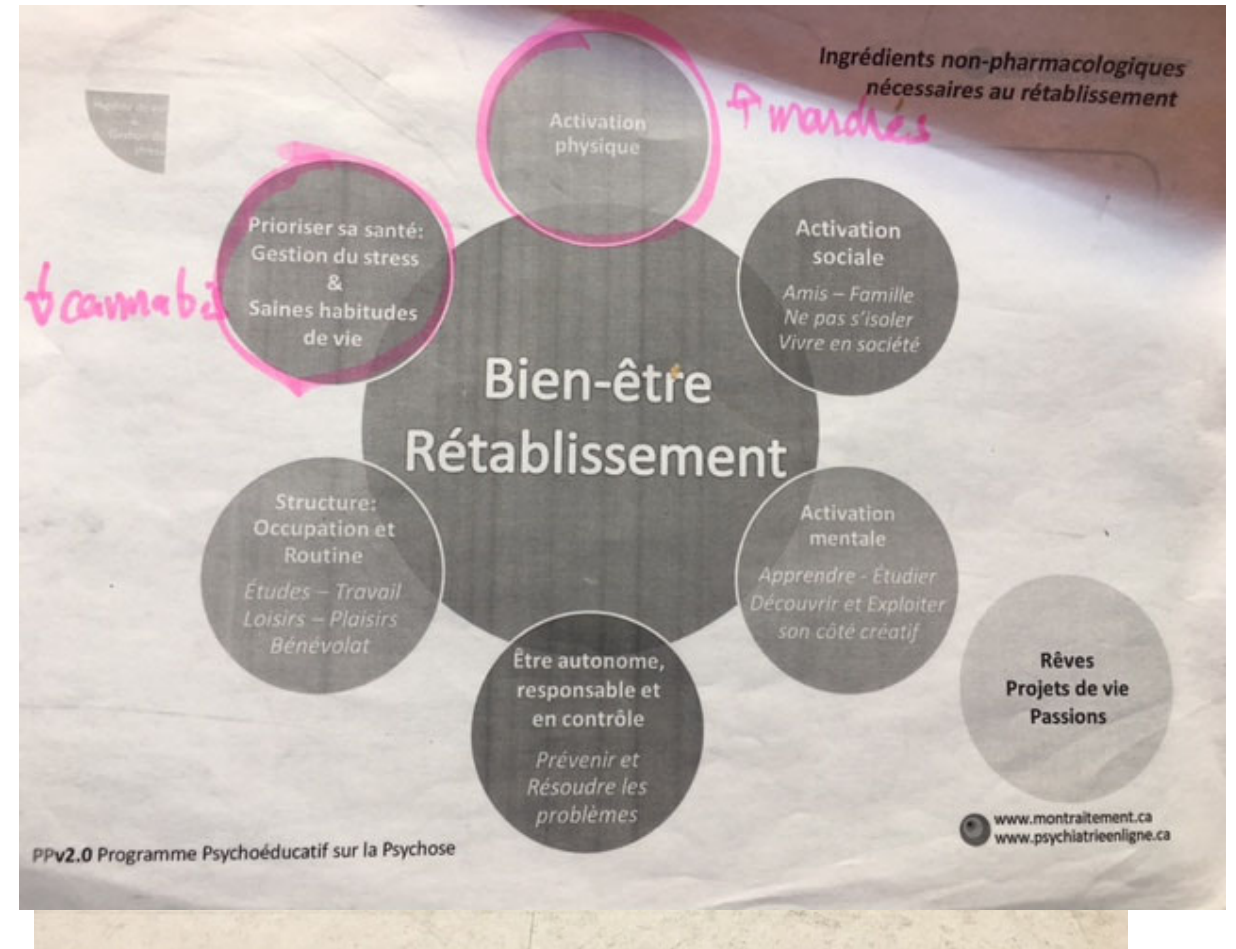 Ingrédients non-pharmacologiques
nécessaires au rétablissement
Activation
physique
↑ marches
Prioriser sa santé:
Gestion du stress
&
Saines habitudes
de vie
↓ cannabis
Activation
sociale
Amis – Famille
Ne pas s'isoler
Vivre en société
Bien-être
Rétablissement
Structure:
Occupation et
Routine
Études – Travail
Loisirs – Plaisirs
Bénévolat
Activation
mentale
Apprendre - Étudier
Découvrir et Exploiter
son côté créatif
Être autonome,
responsable et
en contrôle
Prévenir et
Résoudre les
problèmes
Rêves
Projets de vie
Passions
www.montraitement.ca
www.psychiatrieenligne.ca
PPv2.0 Programme Psychoéducatif sur la Psychose